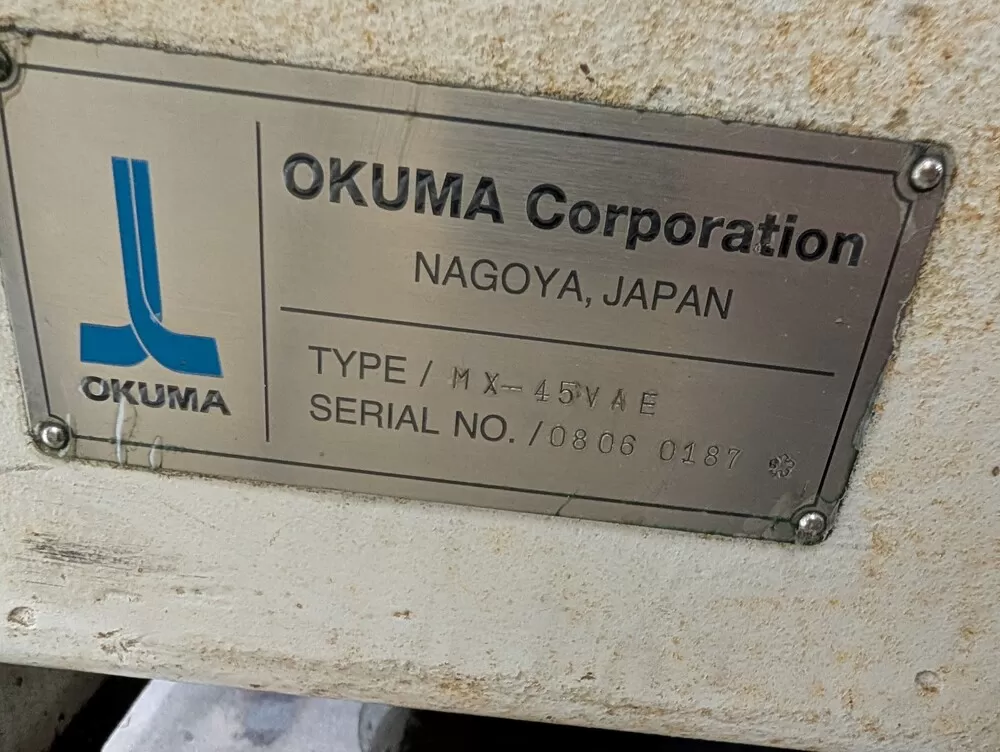 OKUMA
OKUMA Corporation
NAGOYA, JAPAN
TYPE / MX-45VAE
SERIAL NO. / 0806 0187